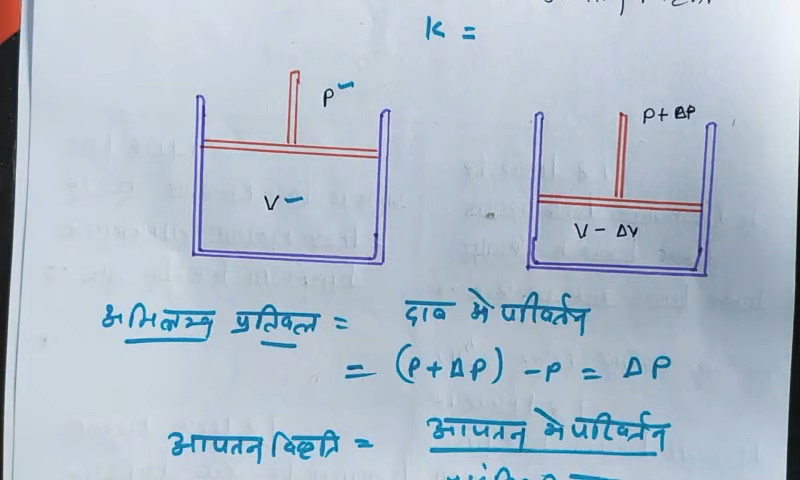 K =
P
P + ΔP
V
V - ΔV
अभिलम्ब प्रतिबल = दाब मे परिवर्तन
= (P + ΔP) - P = ΔP
आयतन विकृति = आयतन मे परिवर्तन